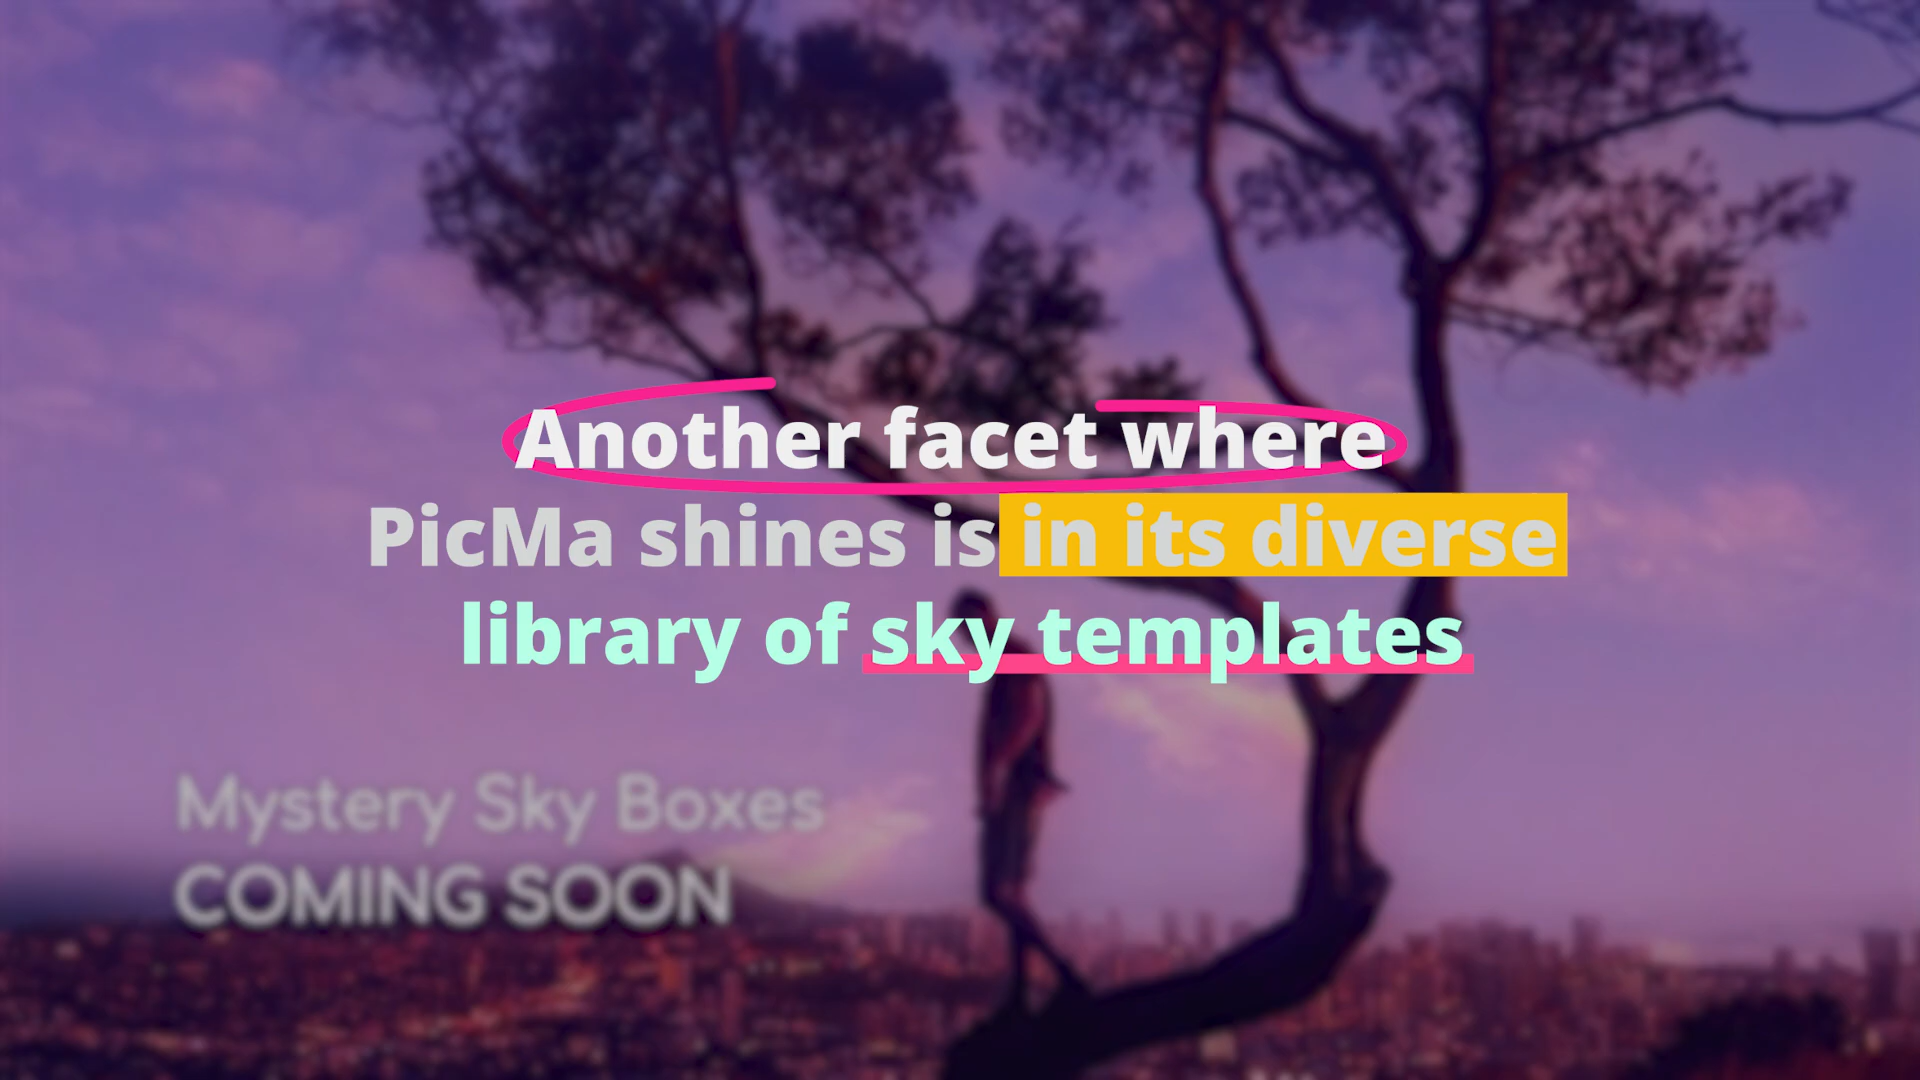 Another facet where
PicMa shines is in its diverse
library of sky templates
Mystery Sky Boxes
COMING SOON